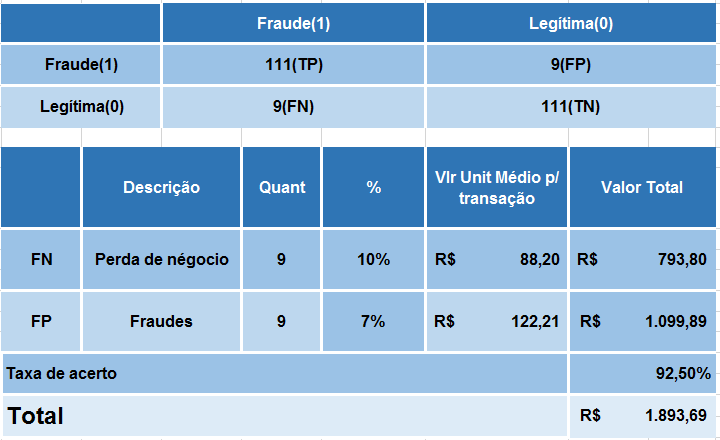 Fraude(1) Legítima(0)
Fraude(1) 111(TP) 9(FP)
Legítima(0) 9(FN) 111(TN)
Descrição Quant % Vlr Unit Médio p/
transação Valor Total
FN Perda de négocio 9 10% R$ 88,20 R$ 793,80
FP Fraudes 9 7% R$ 122,21 R$ 1.099,89
Taxa de acerto 92,50%
Total R$ 1.893,69